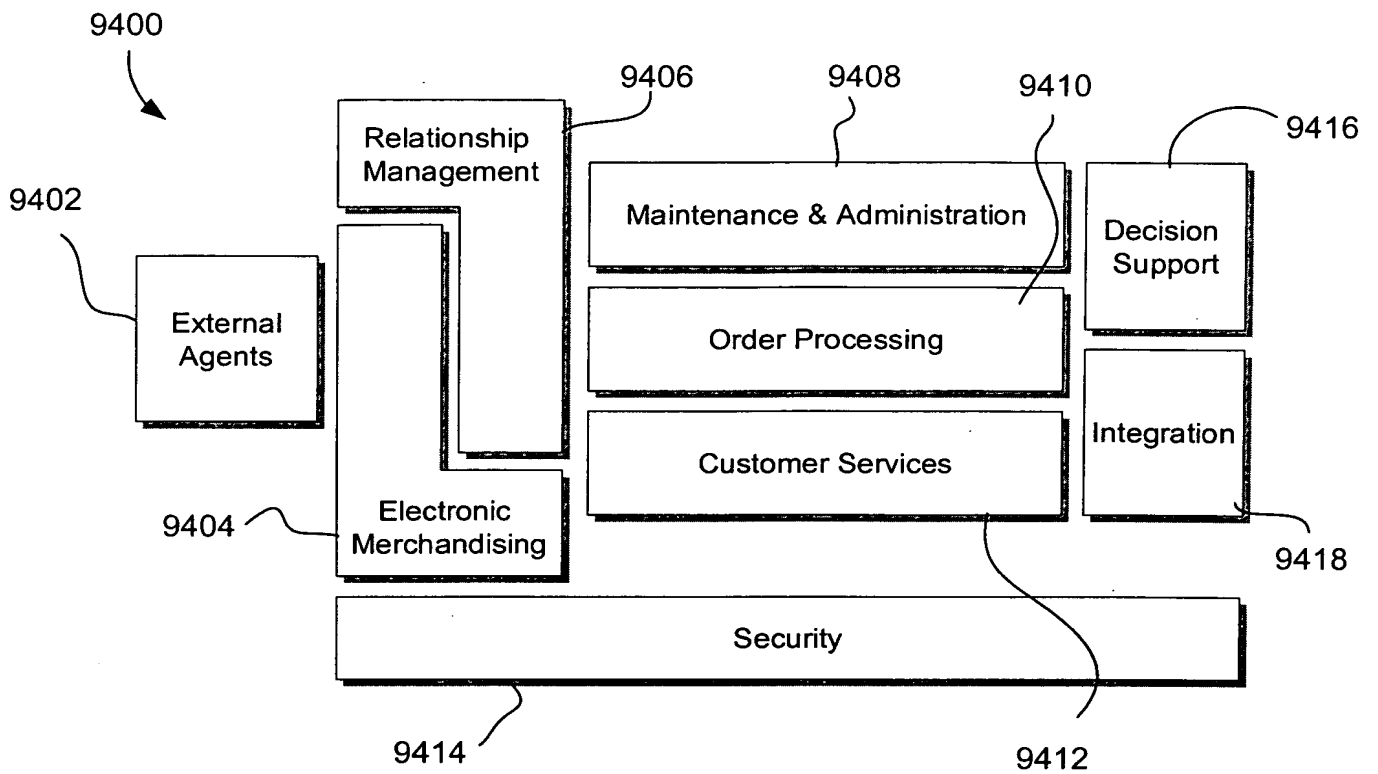 9400
9406
9408
9410
9416
9402
Relationship
Management
Maintenance & Administration
Decision
Support
External
Agents
Order Processing
Integration
Customer Services
9404
Electronic
Merchandising
9418
Security
9414
9412